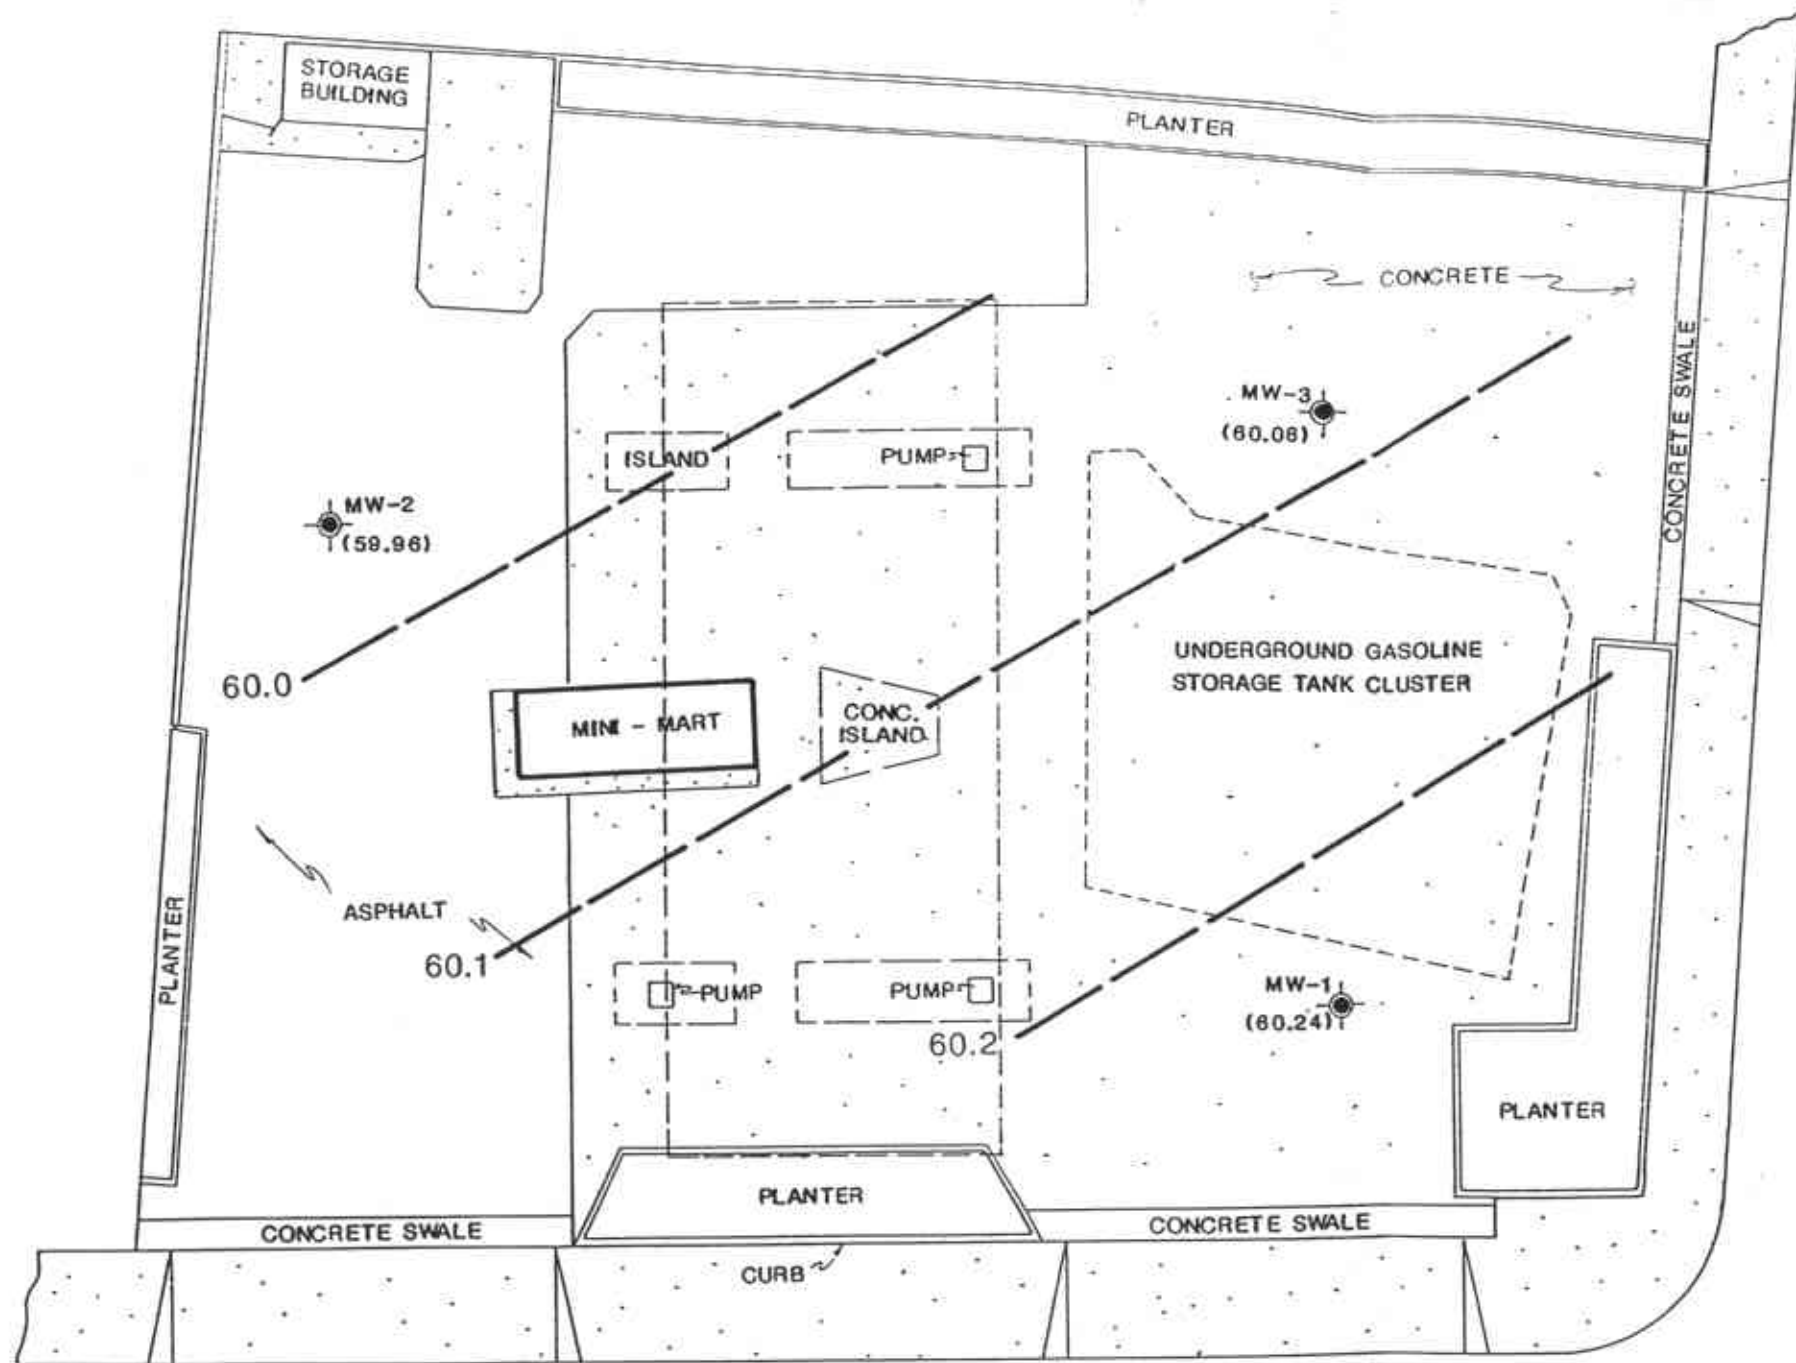 STORAGE
BUILDING
PLANTER
CONCRETE
CONCRETE SWALE
MW-3
(60.08)
ISLAND
PUMP
MW-2
(59.96)
UNDERGROUND GASOLINE
STORAGE TANK CLUSTER
60.0
MINI - MART
CONC.
ISLAND
ASPHALT
60.1
PLANTER
PUMP
PUMP
MW-1
(60.24)
60.2
PLANTER
PLANTER
CONCRETE SWALE
CONCRETE SWALE
CURB